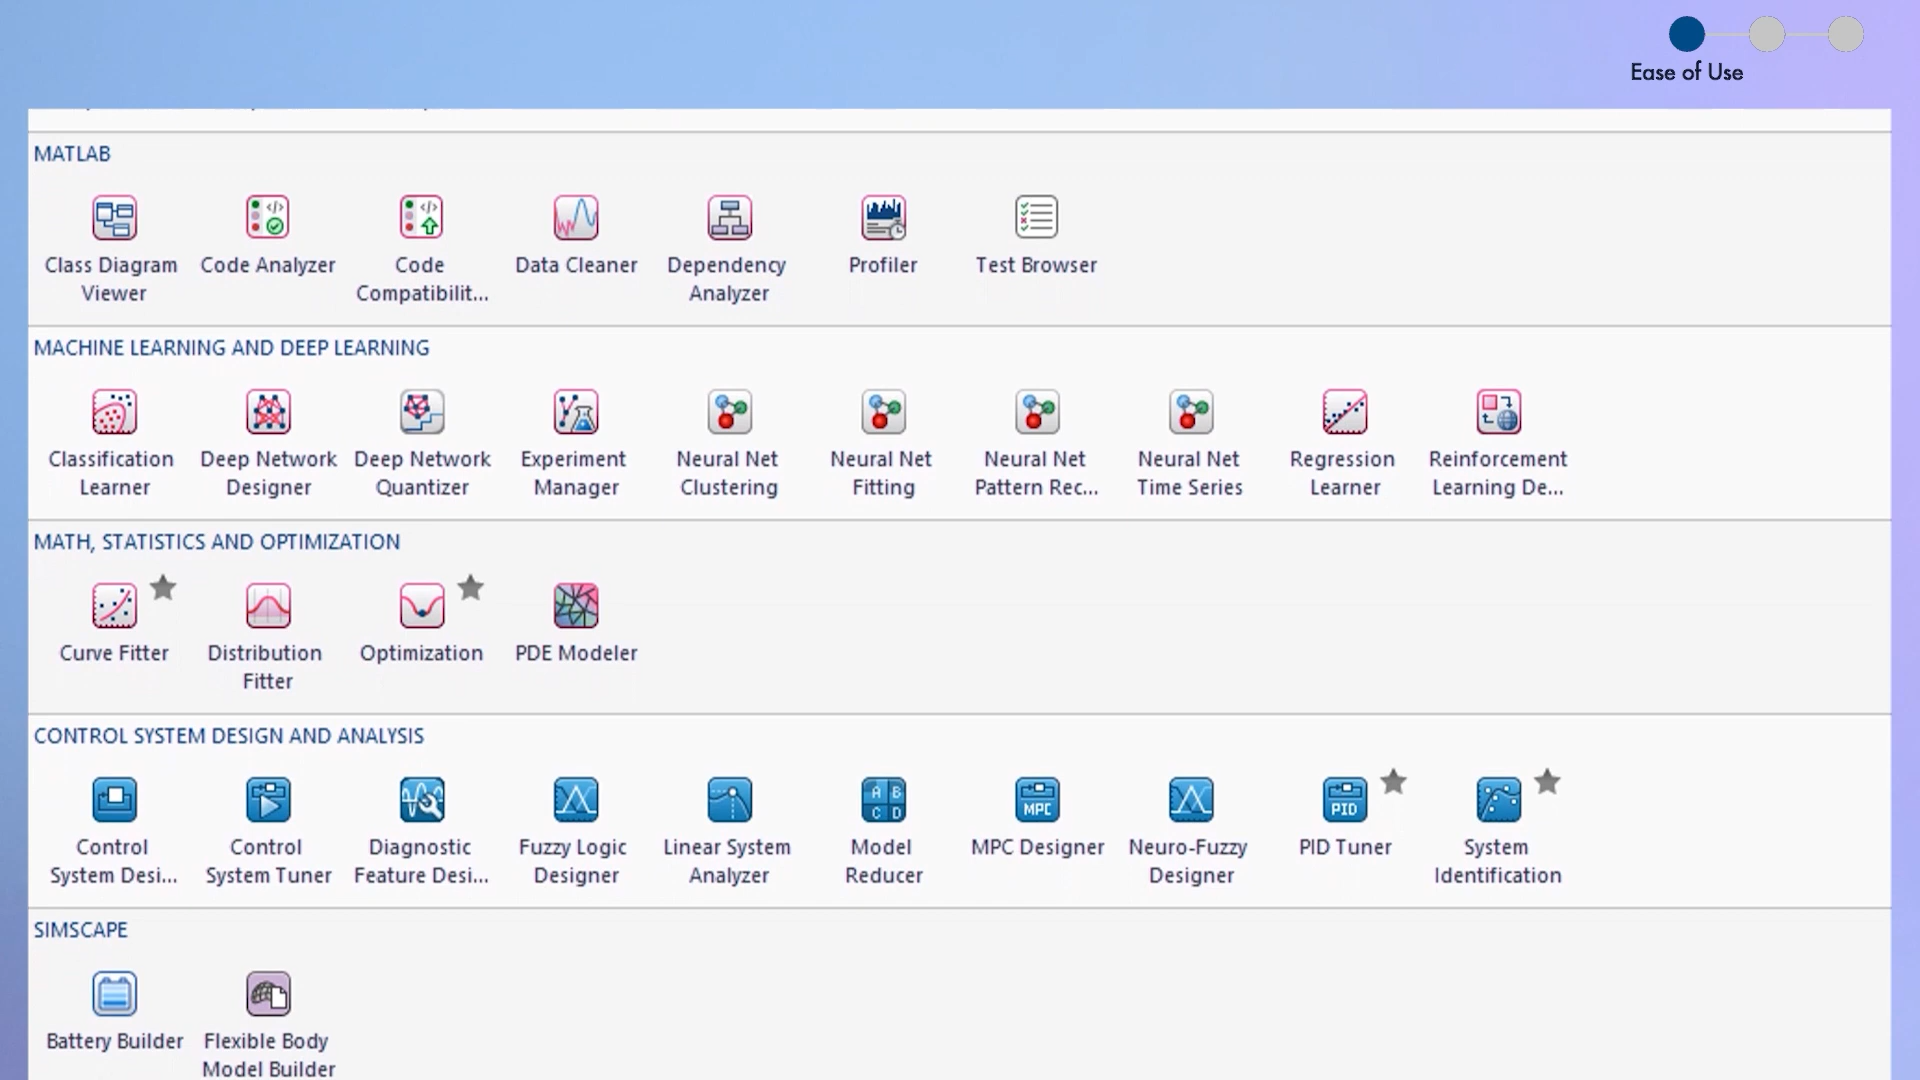 Ease of Use
MATLAB
Class Diagram Viewer
Code Analyzer
Code Compatibilit...
Data Cleaner
Dependency Analyzer
Profiler
Test Browser
MACHINE LEARNING AND DEEP LEARNING
Classification Learner
Deep Network Designer
Deep Network Quantizer
Experiment Manager
Neural Net Clustering
Neural Net Fitting
Neural Net Pattern Rec...
Neural Net Time Series
Regression Learner
Reinforcement Learning De...
MATH, STATISTICS AND OPTIMIZATION
Curve Fitter
Distribution Fitter
Optimization
PDE Modeler
CONTROL SYSTEM DESIGN AND ANALYSIS
A B
C D
MPC
PID
Control System Desi...
Control System Tuner
Diagnostic Feature Desi...
Fuzzy Logic Designer
Linear System Analyzer
Model Reducer
MPC Designer
Neuro-Fuzzy Designer
PID Tuner
System Identification
SIMSCAPE
Battery Builder
Flexible Body Model Builder